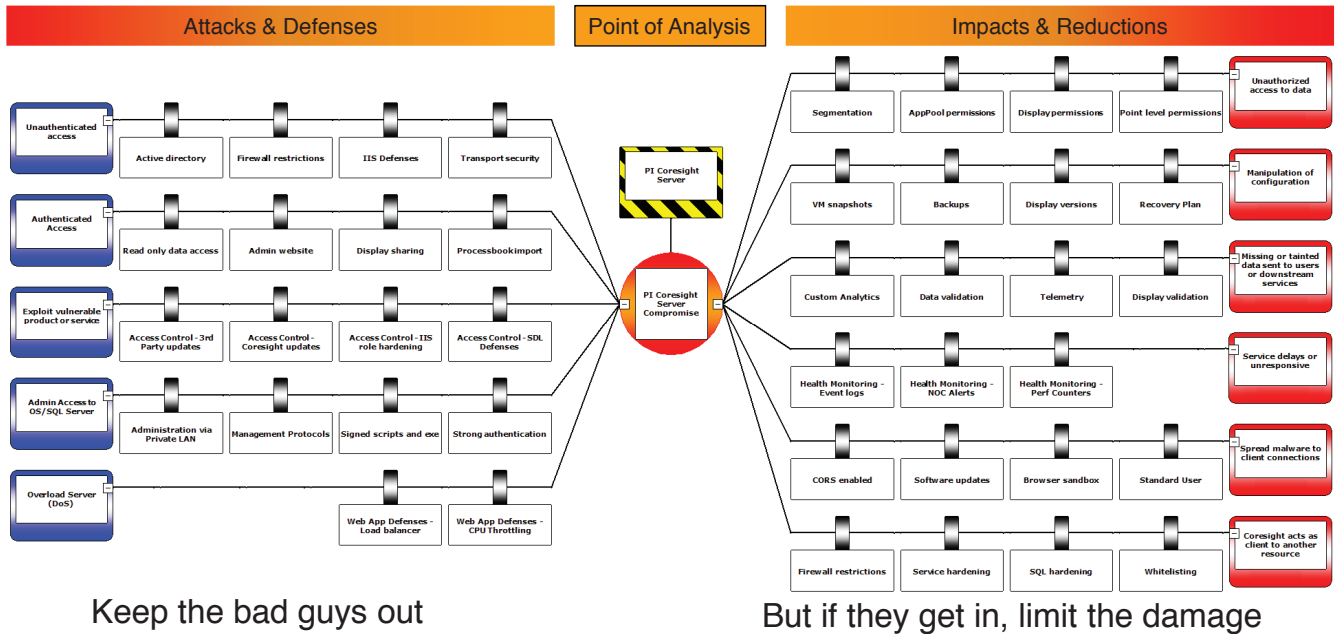 Attacks & Defenses
Point of Analysis
Impacts & Reductions
Unauthenticated
access
Active directory
Firewall restrictions
IIS Defenses
Transport security
Authenticated
Access
Read only data access
Admin website
Display sharing
Processbook import
Exploit vulnerable
product or service
Access Control - 3rd
Party updates
Access Control -
Coresight updates
Access Control - IIS
role hardening
Access Control - SDL
Defenses
Admin Access to
OS/SQL Server
Administration via
Private LAN
Management Protocols
Signed scripts and exe
Strong authentication
Overload Server
(DoS)
Web App Defenses -
Load balancer
Web App Defenses -
CPU Throttling
PI Coresight
Server
PI Coresight
Server
Compromise
Segmentation
AppPool permissions
Display permissions
Point level permissions
Unauthorized
access to data
VM snapshots
Backups
Display versions
Recovery Plan
Manipulation of
configuration
Custom Analytics
Data validation
Telemetry
Display validation
Missing or tainted
data sent to users
or downstream
services
Health Monitoring -
Event logs
Health Monitoring -
NOC Alerts
Health Monitoring -
Perf Counters
Service delays or
unresponsive
CORS enabled
Software updates
Browser sandbox
Standard User
Spread malware to
client connections
Firewall restrictions
Service hardening
SQL hardening
Whitelisting
Coresight acts as
client to another
resource
Keep the bad guys out
But if they get in, limit the damage